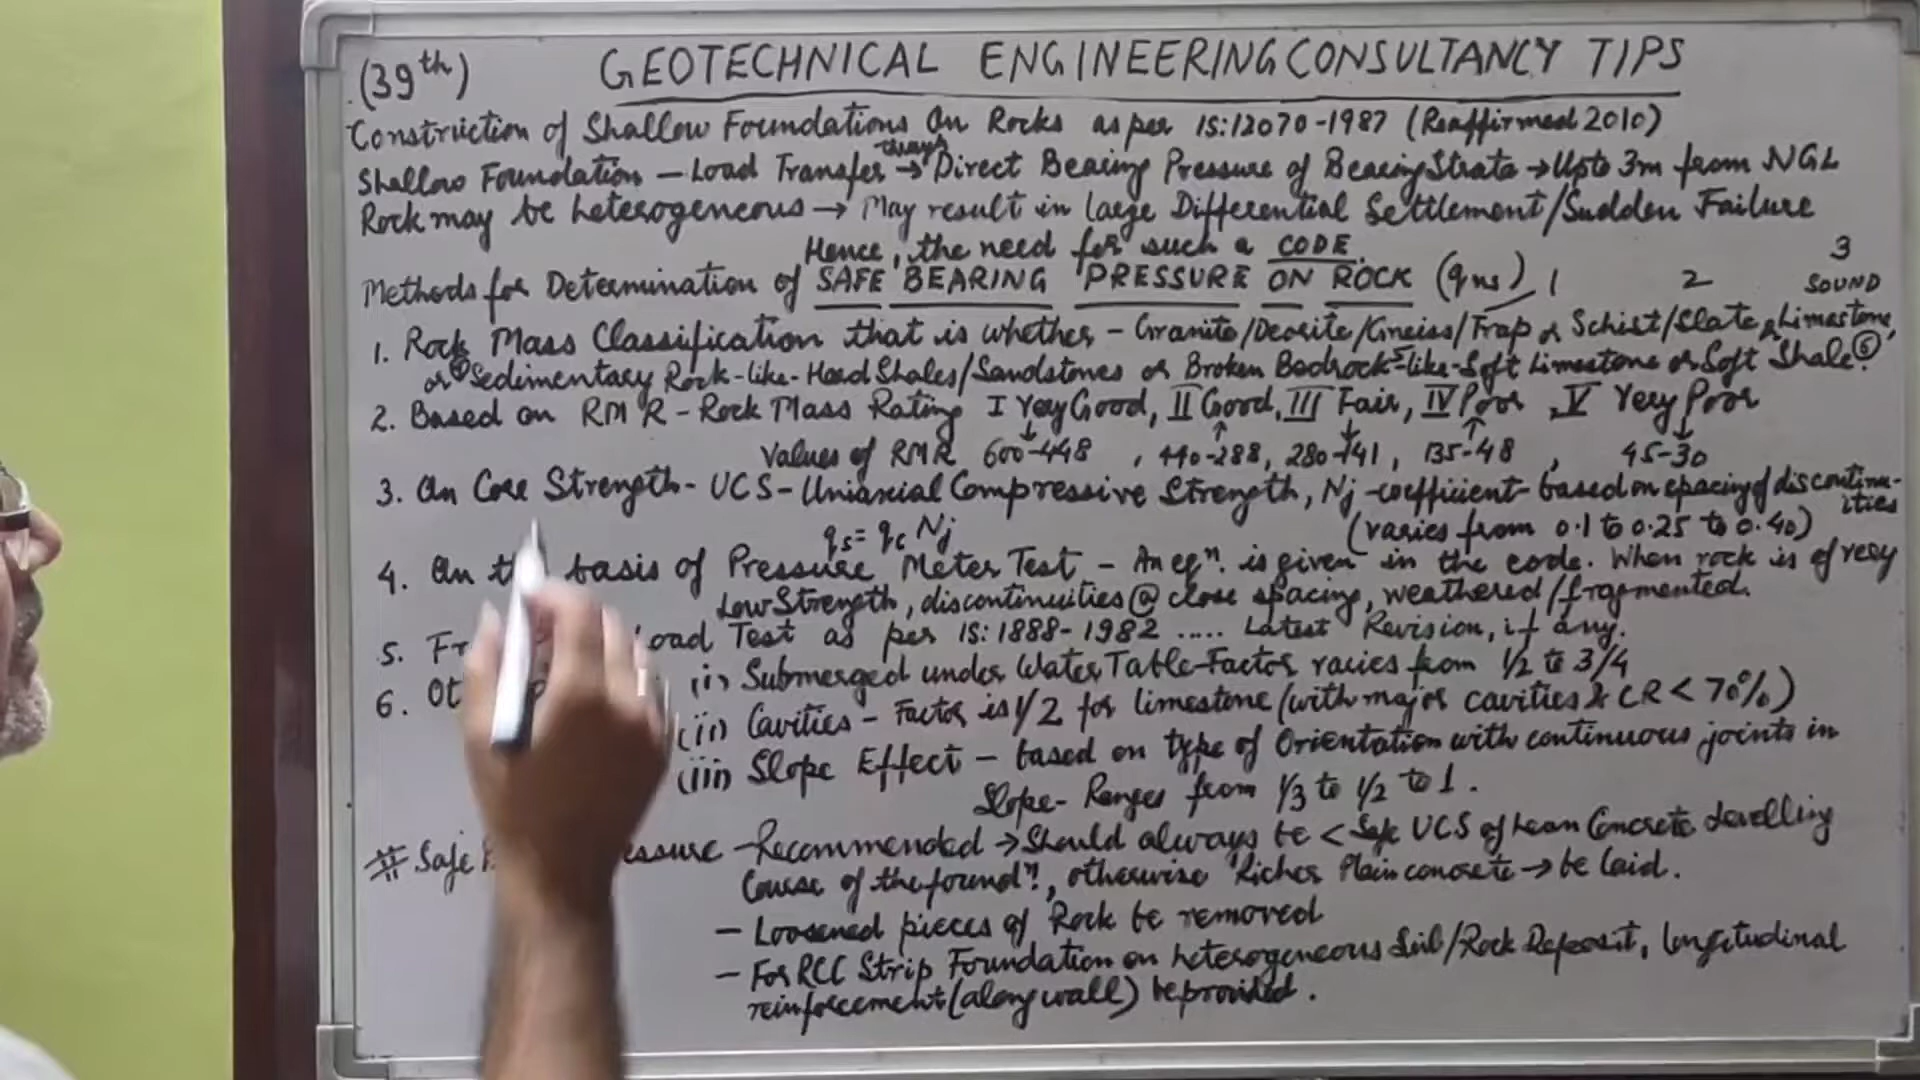 (39th) GEOTECHNICAL ENGINEERING CONSULTANCY TIPS
Construction of Shallow Foundations On Rocks as per IS:12070-1987 (Reaffirmed 2010)
Shallow Foundation – Load Transfer → Direct Bearing Pressure of Bearing Strata → Upto 3m from NGL
Rock may be heterogeneous → May result in large Differential Settlement/Sudden Failure
Hence, the need for such a CODE.
Methods for Determination of SAFE BEARING PRESSURE ON ROCK (qns) 1 2 3
SOUND
1. Rock Mass Classification that is whether – Granite/Deorite/Gneiss/Trap or Schist/Slate or Limestone,
or ④ Sedimentary Rock-like-Hard Shales/Sandstones or Broken Bedrock 5-like-Soft Limestone or Soft Shale ⑥
2. Based on RMR – Rock Mass Rating I Very Good, II Good, III Fair, IV Poor, V Very Poor
Values of RMR 600-448, 440-288, 280-141, 135-48, 45-30
3. On Core Strength - UCS - Uniaxial Compressive Strength, Nj - coefficient - based on spacing of discontinu-
ities
qs = qc Nj (varies from 0.1 to 0.25 to 0.40)
4. On basis of Pressure Meter Test – An eqn. is given in the code. When rock is of very
Low Strength, discontinuities @ close spacing, weathered/fragmented.
5. Load Test as per IS: 1888-1982 ..... Latest Revision, if any.
6. (i) Submerged under Water Table-Factor varies from 1/2 to 3/4
(ii) Cavities – Factor is 1/2 for limestone (with major cavities & CR < 70%)
(iii) Slope Effect – based on type of Orientation with continuous joints in
Slope - Ranges from 1/3 to 1/2 to 1.
# Safe – Recommended → Should always be < Safe UCS of Lean Concrete Levelling
Course of the foundn., otherwise Richer Plain concrete → be laid.
– Loosened pieces of Rock be removed
– For RCC Strip Foundation on heterogeneous Soil/Rock Deposit, longitudinal
reinforcement (along wall) be provided.